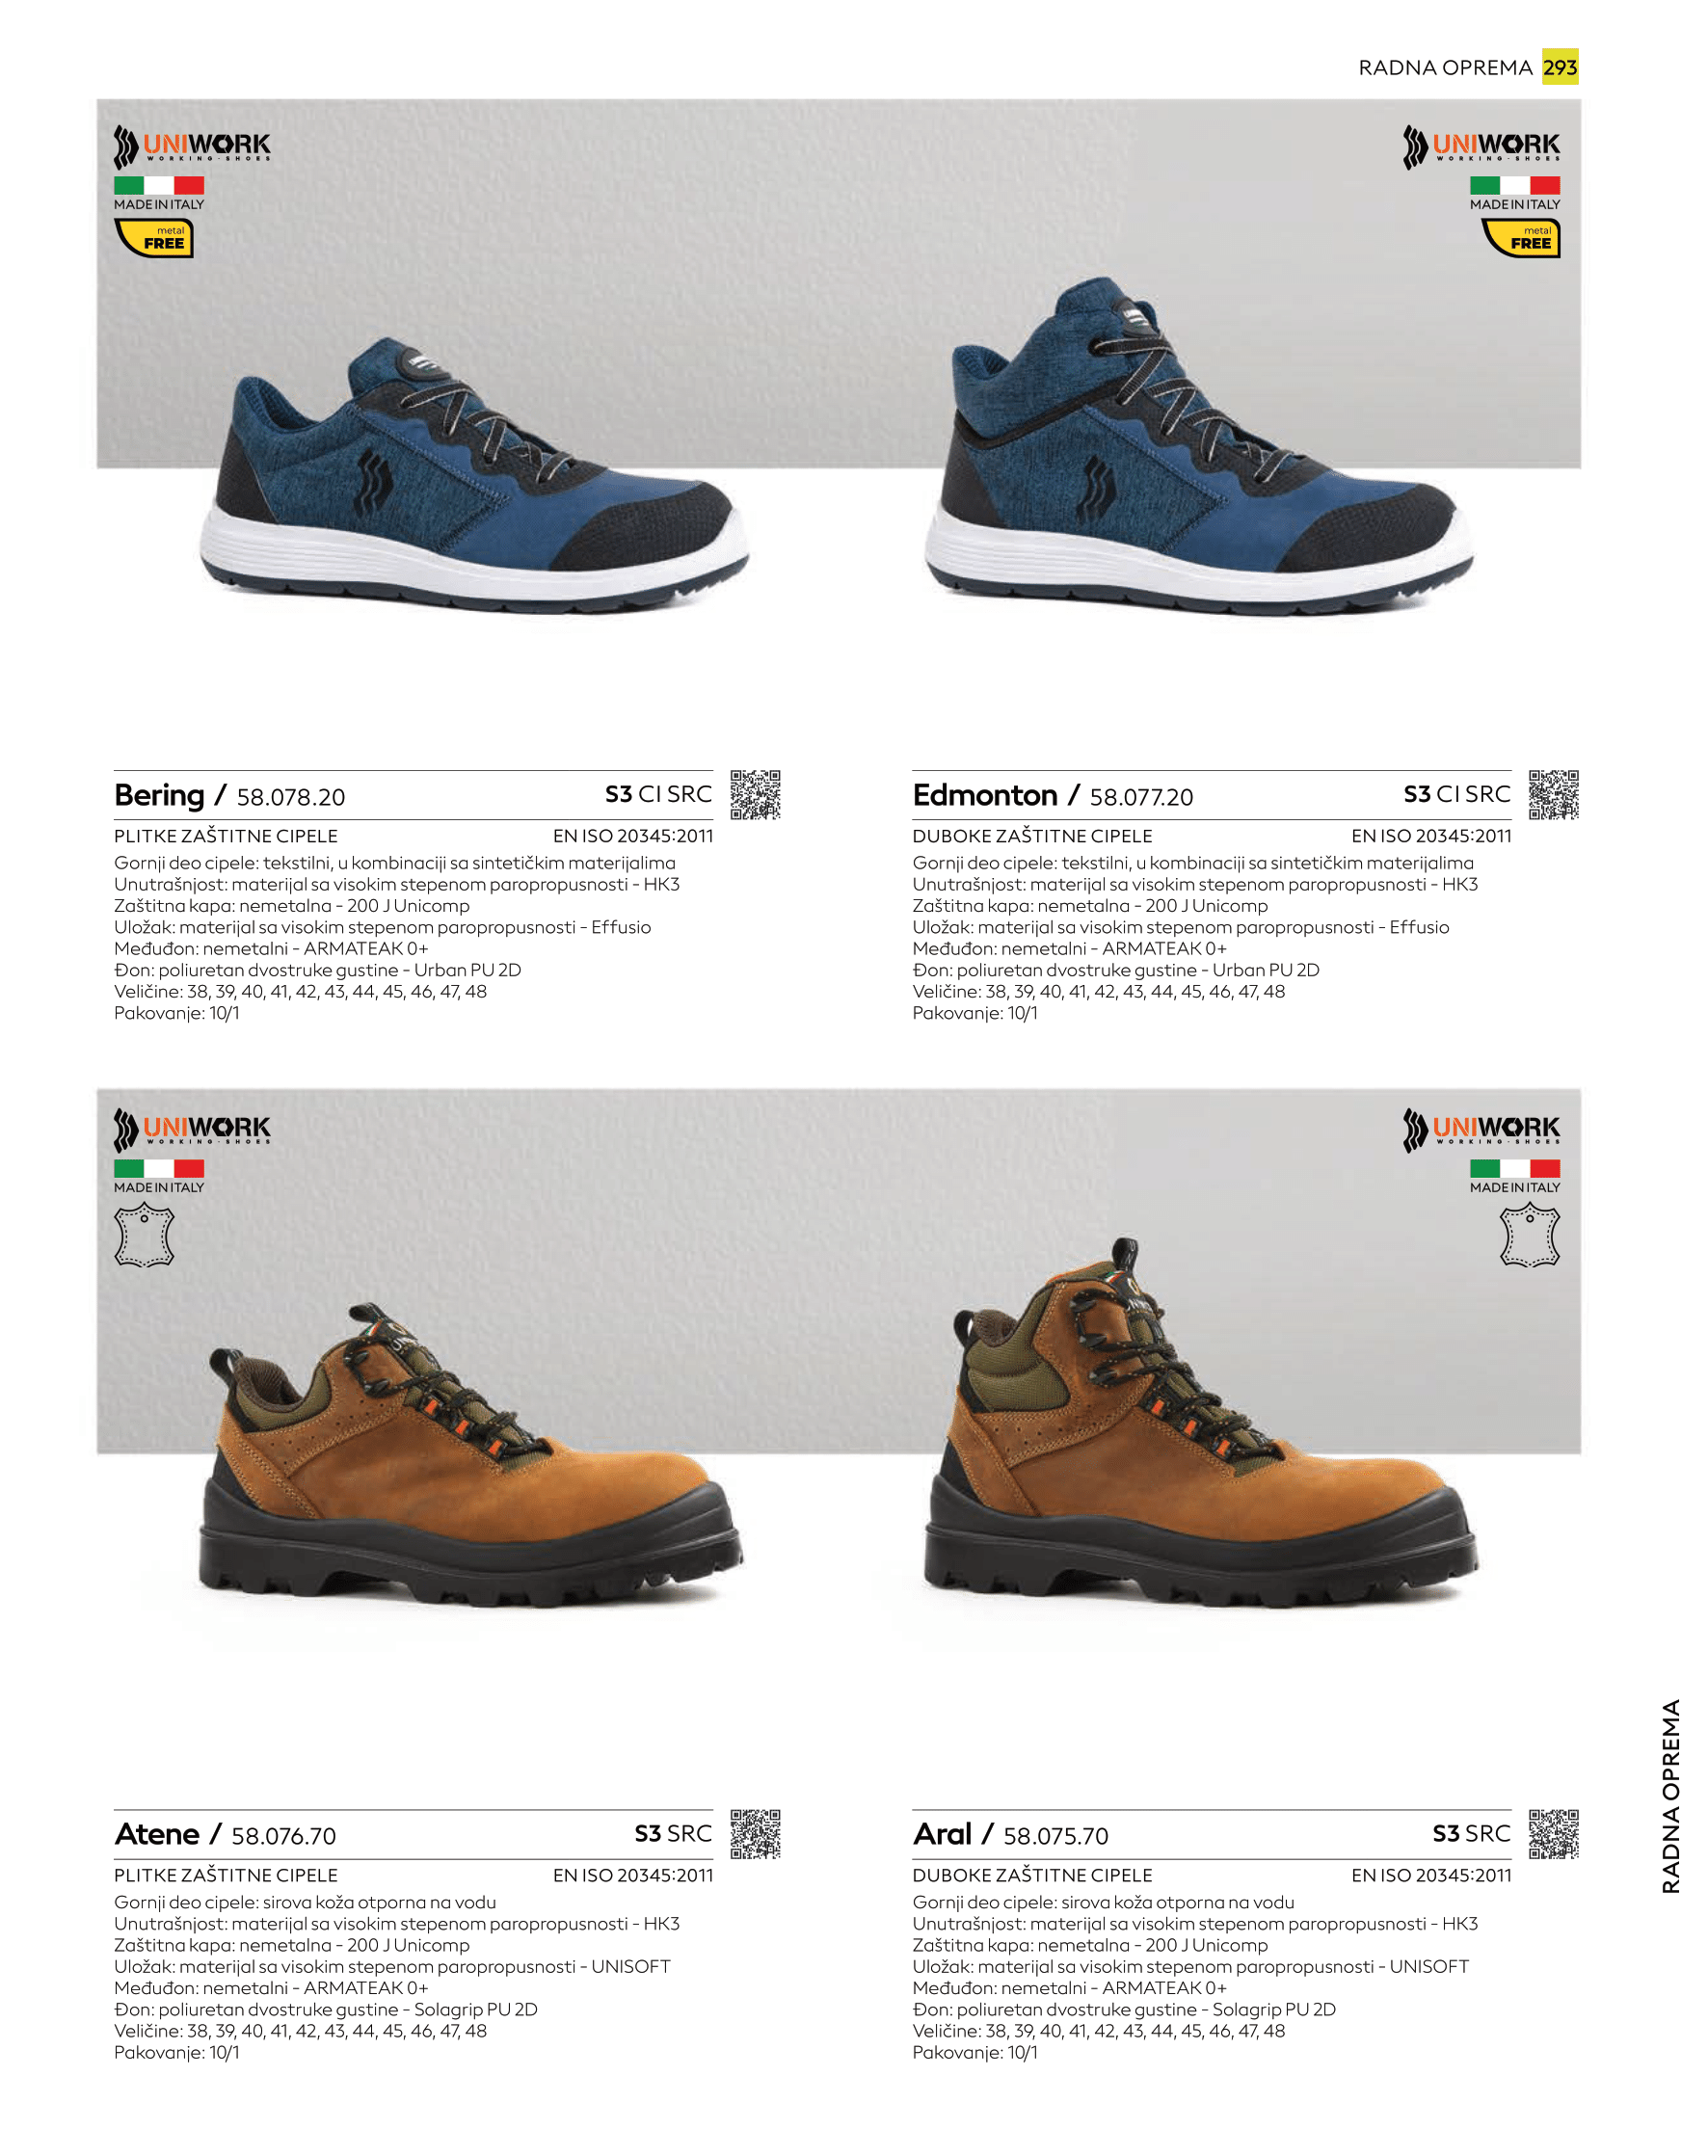 RADNA OPREMA 293
UNIWORK
WORKING-SHOES
MADE IN ITALY
metal
FREE
UNIWORK
WORKING-SHOES
MADE IN ITALY
metal
FREE
Bering / 58.078.20 S3 CI SRC
PLITKE ZAŠTITNE CIPELE EN ISO 20345:2011
Gornji deo cipele: tekstilni, u kombinaciji sa sintetičkim materijalima
Unutrašnjost: materijal sa visokim stepenom paropropusnosti - HK3
Zaštitna kapa: nemetalna - 200 J Unicomp
Uložak: materijal sa visokim stepenom paropropusnosti - Effusio
Međuđon: nemetalni - ARMATEAK 0+
Đon: poliuretan dvostruke gustine - Urban PU 2D
Veličine: 38, 39, 40, 41, 42, 43, 44, 45, 46, 47, 48
Pakovanje: 10/1
Edmonton / 58.077.20 S3 CI SRC
DUBOKE ZAŠTITNE CIPELE EN ISO 20345:2011
Gornji deo cipele: tekstilni, u kombinaciji sa sintetičkim materijalima
Unutrašnjost: materijal sa visokim stepenom paropropusnosti - HK3
Zaštitna kapa: nemetalna - 200 J Unicomp
Uložak: materijal sa visokim stepenom paropropusnosti - Effusio
Međuđon: nemetalni - ARMATEAK 0+
Đon: poliuretan dvostruke gustine - Urban PU 2D
Veličine: 38, 39, 40, 41, 42, 43, 44, 45, 46, 47, 48
Pakovanje: 10/1
UNIWORK
WORKING-SHOES
MADE IN ITALY
UNIWORK
WORKING-SHOES
MADE IN ITALY
Atene / 58.076.70 S3 SRC
PLITKE ZAŠTITNE CIPELE EN ISO 20345:2011
Gornji deo cipele: sirova koža otporna na vodu
Unutrašnjost: materijal sa visokim stepenom paropropusnosti - HK3
Zaštitna kapa: nemetalna - 200 J Unicomp
Uložak: materijal sa visokim stepenom paropropusnosti - UNISOFT
Međuđon: nemetalni - ARMATEAK 0+
Đon: poliuretan dvostruke gustine - Solagrip PU 2D
Veličine: 38, 39, 40, 41, 42, 43, 44, 45, 46, 47, 48
Pakovanje: 10/1
Aral / 58.075.70 S3 SRC
DUBOKE ZAŠTITNE CIPELE EN ISO 20345:2011
Gornji deo cipele: sirova koža otporna na vodu
Unutrašnjost: materijal sa visokim stepenom paropropusnosti - HK3
Zaštitna kapa: nemetalna - 200 J Unicomp
Uložak: materijal sa visokim stepenom paropropusnosti - UNISOFT
Međuđon: nemetalni - ARMATEAK 0+
Đon: poliuretan dvostruke gustine - Solagrip PU 2D
Veličine: 38, 39, 40, 41, 42, 43, 44, 45, 46, 47, 48
Pakovanje: 10/1
RADNA OPREMA